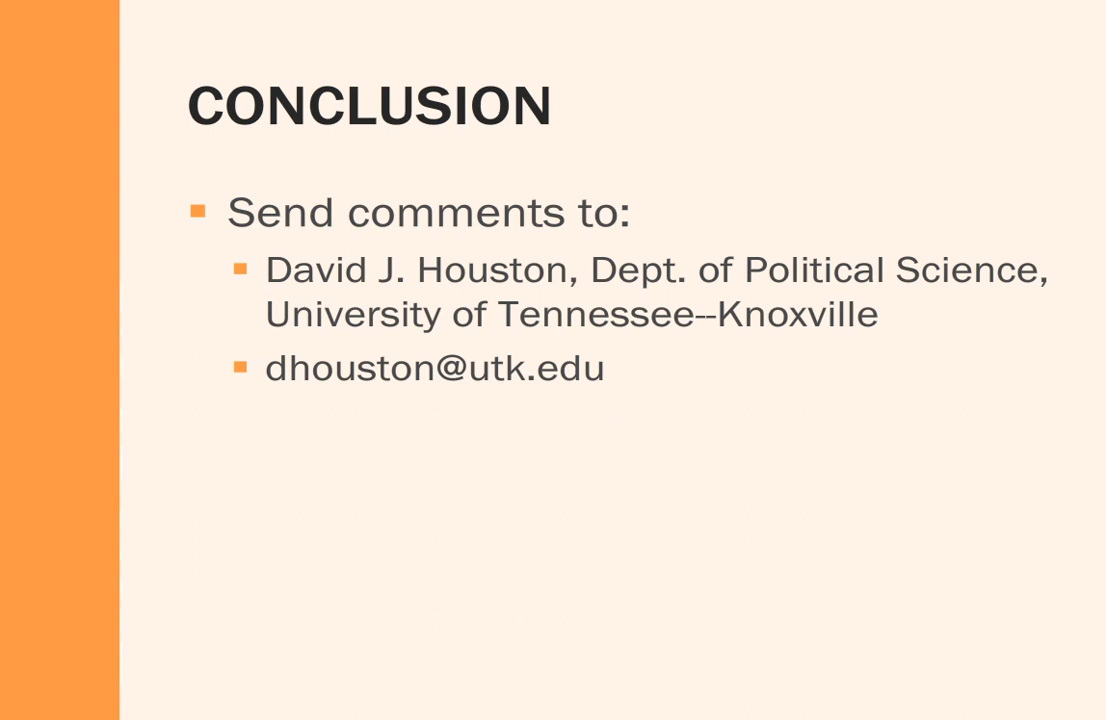 CONCLUSION
Send comments to:
David J. Houston, Dept. of Political Science,
University of Tennessee--Knoxville
dhouston@utk.edu